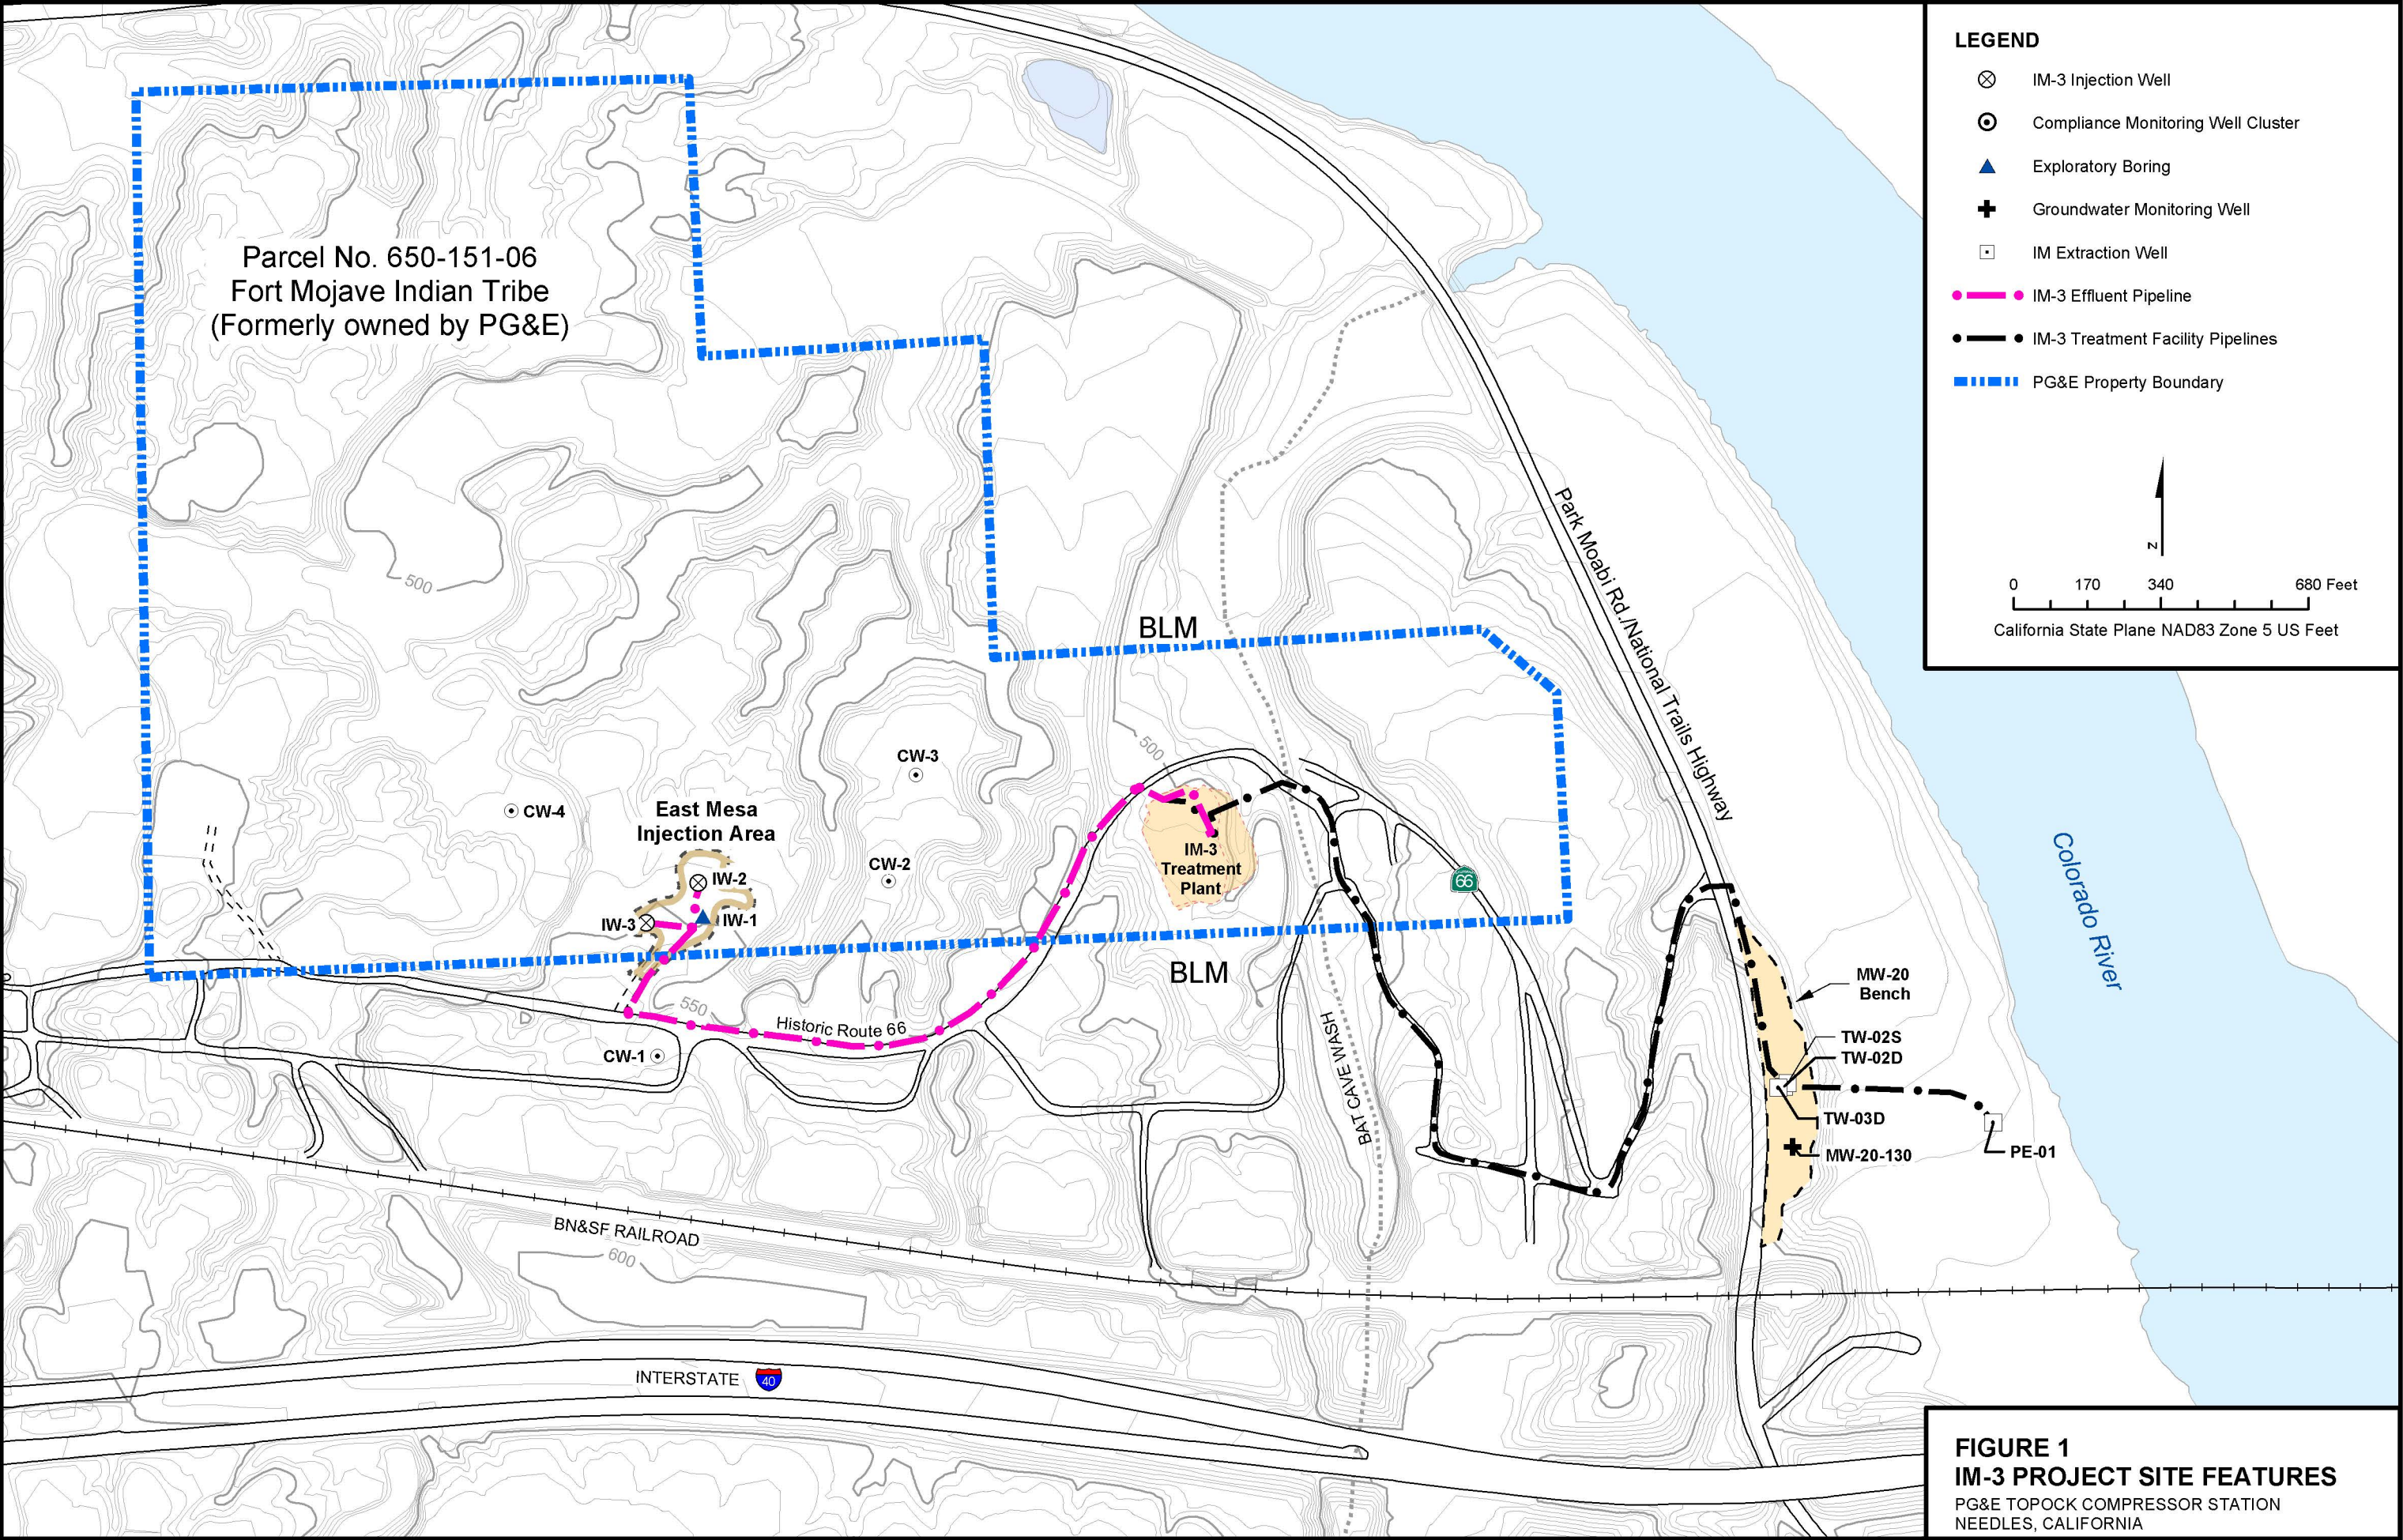 Parcel No. 650-151-06
Fort Mojave Indian Tribe
(Formerly owned by PG&E)
500
BLM
Park Moabi Rd./National Trails Highway
500
CW-3
CW-4
East Mesa
Injection Area
CW-2
IW-2
IW-3
IW-1
IM-3
Treatment
Plant
66
BLM
550
Historic Route 66
CW-1
BAT CAVE WASH
Colorado River
MW-20
Bench
TW-02S
TW-02D
TW-03D
MW-20-130
PE-01
BN&SF RAILROAD
600
INTERSTATE 40
LEGEND
IM-3 Injection Well
Compliance Monitoring Well Cluster
Exploratory Boring
Groundwater Monitoring Well
IM Extraction Well
IM-3 Effluent Pipeline
IM-3 Treatment Facility Pipelines
PG&E Property Boundary
Z
0 170 340 680 Feet
California State Plane NAD83 Zone 5 US Feet
FIGURE 1
IM-3 PROJECT SITE FEATURES
PG&E TOPOCK COMPRESSOR STATION
NEEDLES, CALIFORNIA